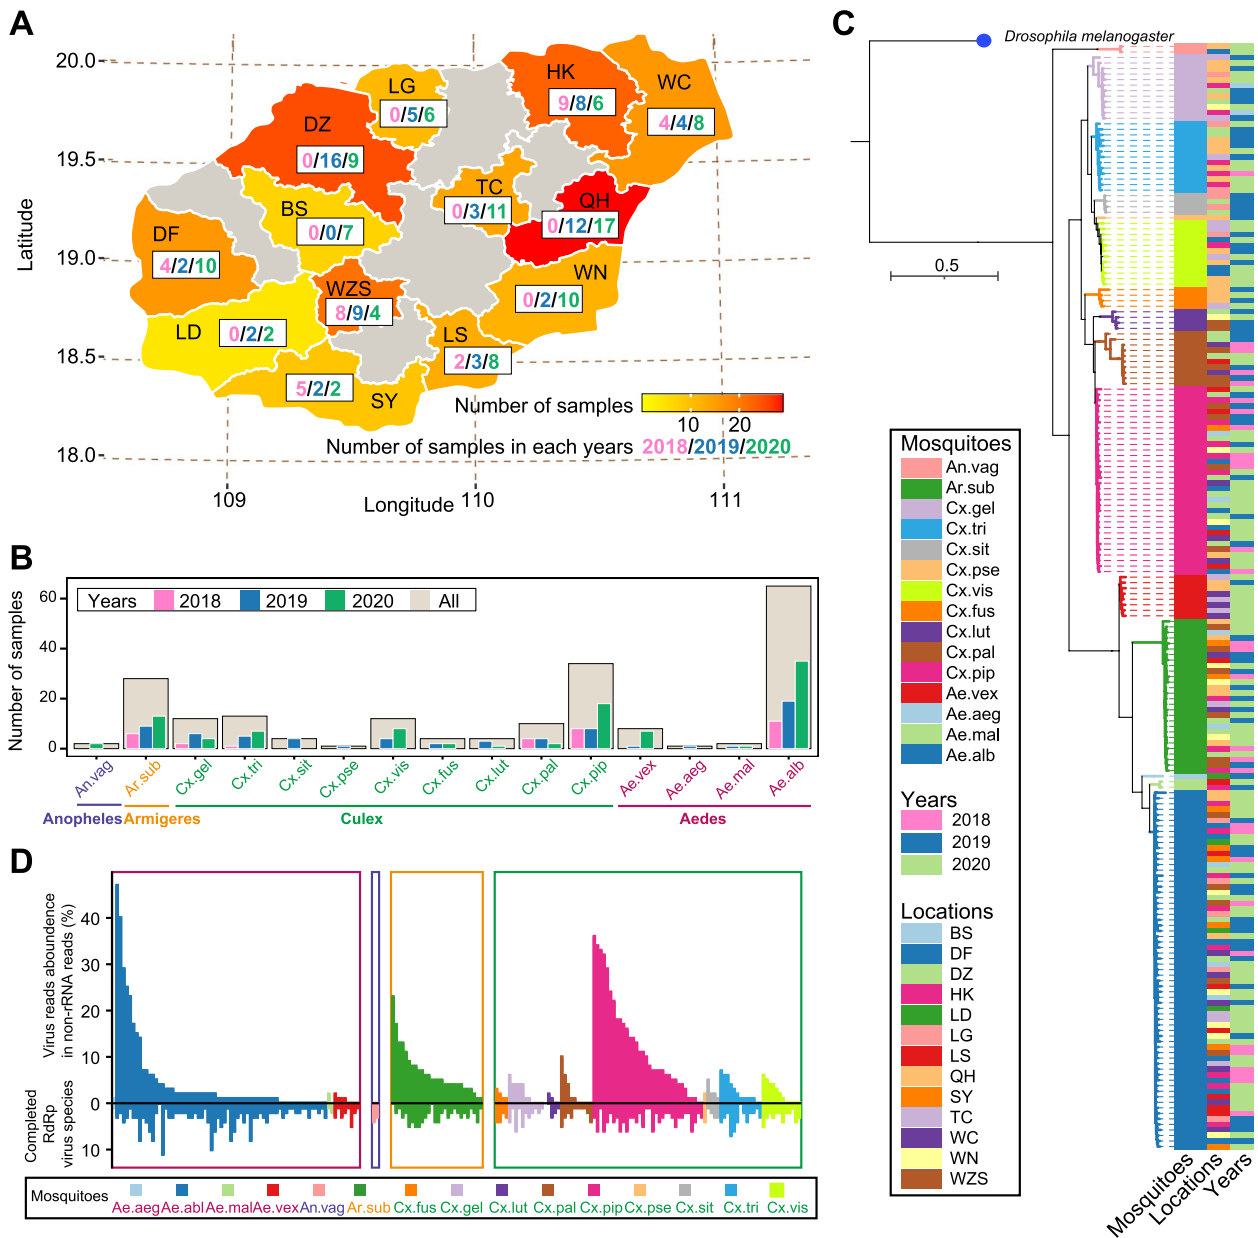 A
20.0
19.5
19.0
18.5
18.0
Latitude
109
110
111
Longitude
LG
0/5/6
HK
9/8/6
WC
4/4/8
DZ
0/16/9
TC
0/3/11
QH
0/12/17
BS
0/0/7
DF
4/2/10
WZS
8/9/4
WN
0/2/10
LD
0/2/2
LS
2/3/8
5/2/2
SY
Number of samples
10
20
Number of samples in each years 2018/2019/2020
B
Number of samples
60
40
20
0
Years
2018
2019
2020
All
An.vag
Ar.sub
Cx.gel
Cx.tri
Cx.sit
Cx.pse
Cx.vis
Cx.fus
Cx.lut
Cx.pal
Cx.pip
Ae.vex
Ae.aeg
Ae.mal
Ae.alb
Anopheles
Armigeres
Culex
Aedes
C
Drosophila melanogaster
0.5
Mosquitoes
An.vag
Ar.sub
Cx.gel
Cx.tri
Cx.sit
Cx.pse
Cx.vis
Cx.fus
Cx.lut
Cx.pal
Cx.pip
Ae.vex
Ae.aeg
Ae.mal
Ae.alb
Years
2018
2019
2020
Locations
BS
DF
DZ
HK
LD
LG
LS
QH
SY
TC
WC
WN
WZS
Mosquitoes
Locations
Years
D
Virus reads aboundence
in non-rRNA reads (%)
40
30
20
10
0
10
Completed
RdRp
virus species
Mosquitoes
Ae.aeg
Ae.abl
Ae.mal
Ae.vex
An.vag
Ar.sub
Cx.fus
Cx.gel
Cx.lut
Cx.pal
Cx.pip
Cx.pse
Cx.sit
Cx.tri
Cx.vis